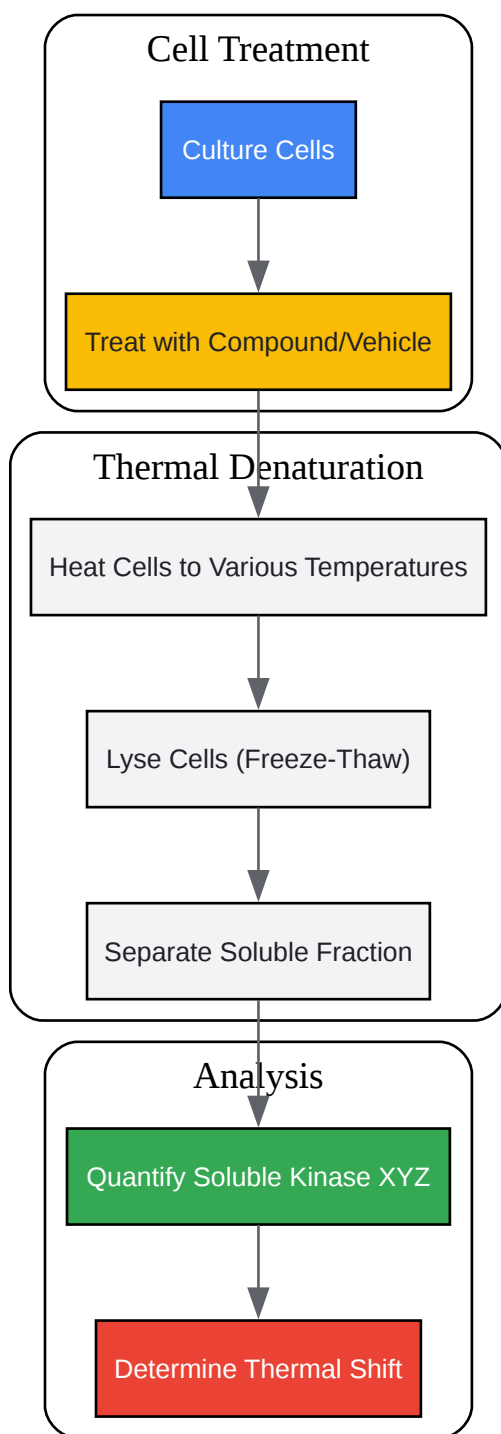 Cell Treatment
Culture Cells
Treat with Compound/Vehicle
Thermal Denaturation
Heat Cells to Various Temperatures
Lyse Cells (Freeze-Thaw)
Separate Soluble Fraction
Analysis
Quantify Soluble Kinase XYZ
Determine Thermal Shift